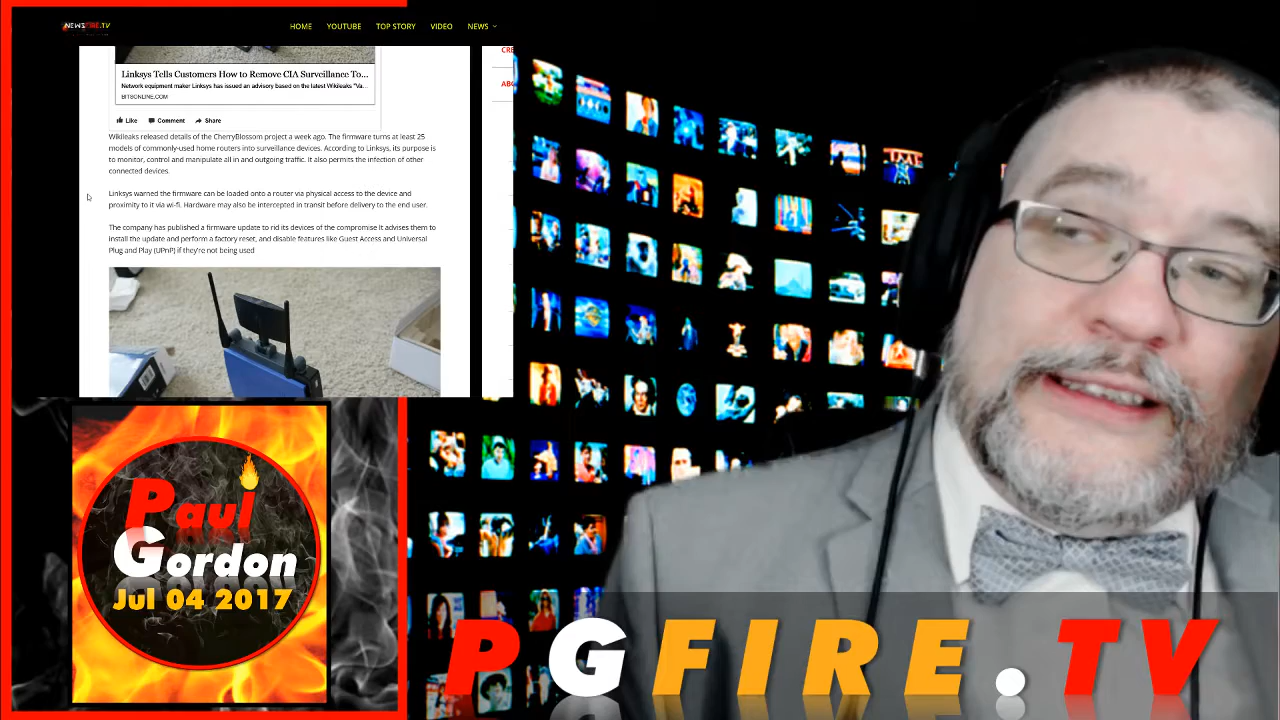 NEWSFIRE.TV
HOME YOUTUBE TOP STORY VIDEO NEWS
Linksys Tells Customers How to Remove CIA Surveillance To...
Network equipment maker Linksys has issued an advisory based on the latest Wikileaks "Va...
BITSONLINE.COM
Like Comment Share
Wikileaks released details of the CherryBlossom project a week ago. The firmware turns at least 25
models of commonly-used home routers into surveillance devices. According to Linksys, its purpose is
to monitor, control and manipulate all in and outgoing traffic. It also permits the infection of other
connected devices.
Linksys warned the firmware can be loaded onto a router via physical access to the device and
proximity to it via wi-fi. Hardware may also be intercepted in transit before delivery to the end user.
The company has published a firmware update to rid its devices of the compromise It advises them to
install the update and perform a factory reset, and disable features like Guest Access and Universal
Plug and Play (UPnP) if they're not being used
CRE
ABO
Paul
Gordon
Jul 04 2017
PGFIRE.TV